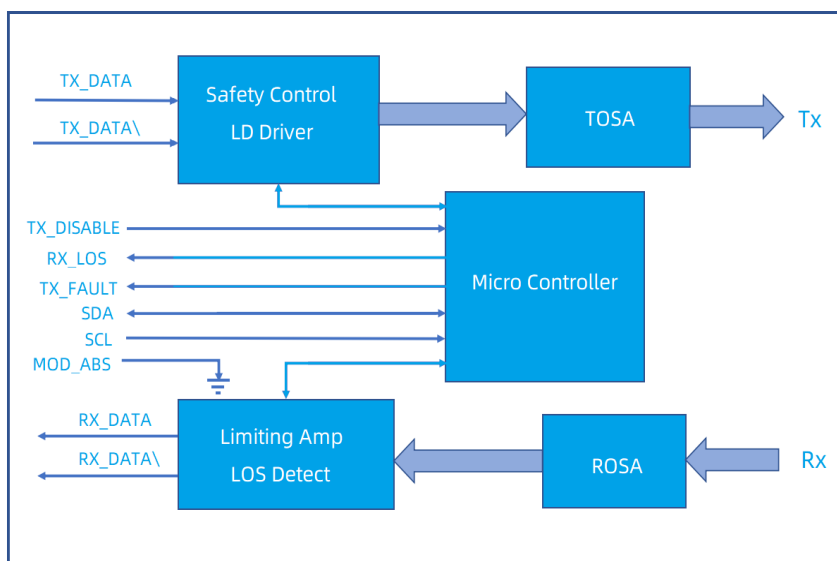 TX_DATA
TX_DATA\
Safety Control
LD Driver
TOSA
Tx
TX_DISABLE
RX_LOS
TX_FAULT
SDA
SCL
MOD_ABS
Micro Controller
RX_DATA
RX_DATA\
Limiting Amp
LOS Detect
ROSA
Rx